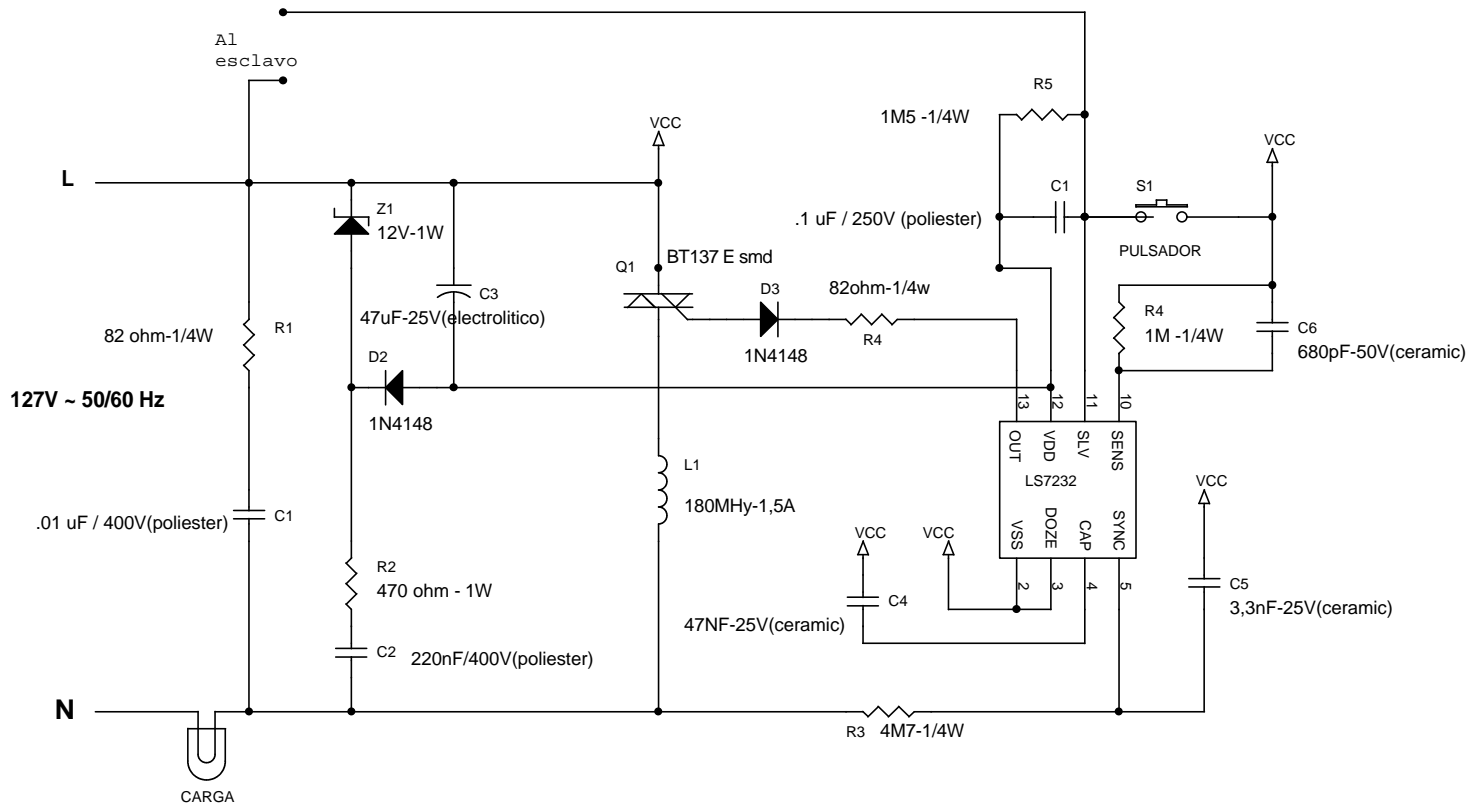 Al
esclavo
R5
1M5 -1/4W
VCC
VCC
L
C1
S1
Z1
12V-1W
.1 uF / 250V (poliester)
PULSADOR
BT137 E smd
Q1
D3
82ohm-1/4w
C3
47uF-25V(electrolitico)
R4
1M -1/4W
C6
680pF-50V(ceramic)
82 ohm-1/4W
R1
R4
1N4148
D2
127V ~ 50/60 Hz
1N4148
13
12
11
10
OUT
VDD
SLV
SENS
LS7232
L1
180MHy-1,5A
VCC
.01 uF / 400V(poliester)
C1
VSS
DOZE
CAP
SYNC
VCC
VCC
2
3
4
5
R2
470 ohm - 1W
C4
47NF-25V(ceramic)
C5
3,3nF-25V(ceramic)
C2
220nF/400V(poliester)
N
R3
4M7-1/4W
CARGA